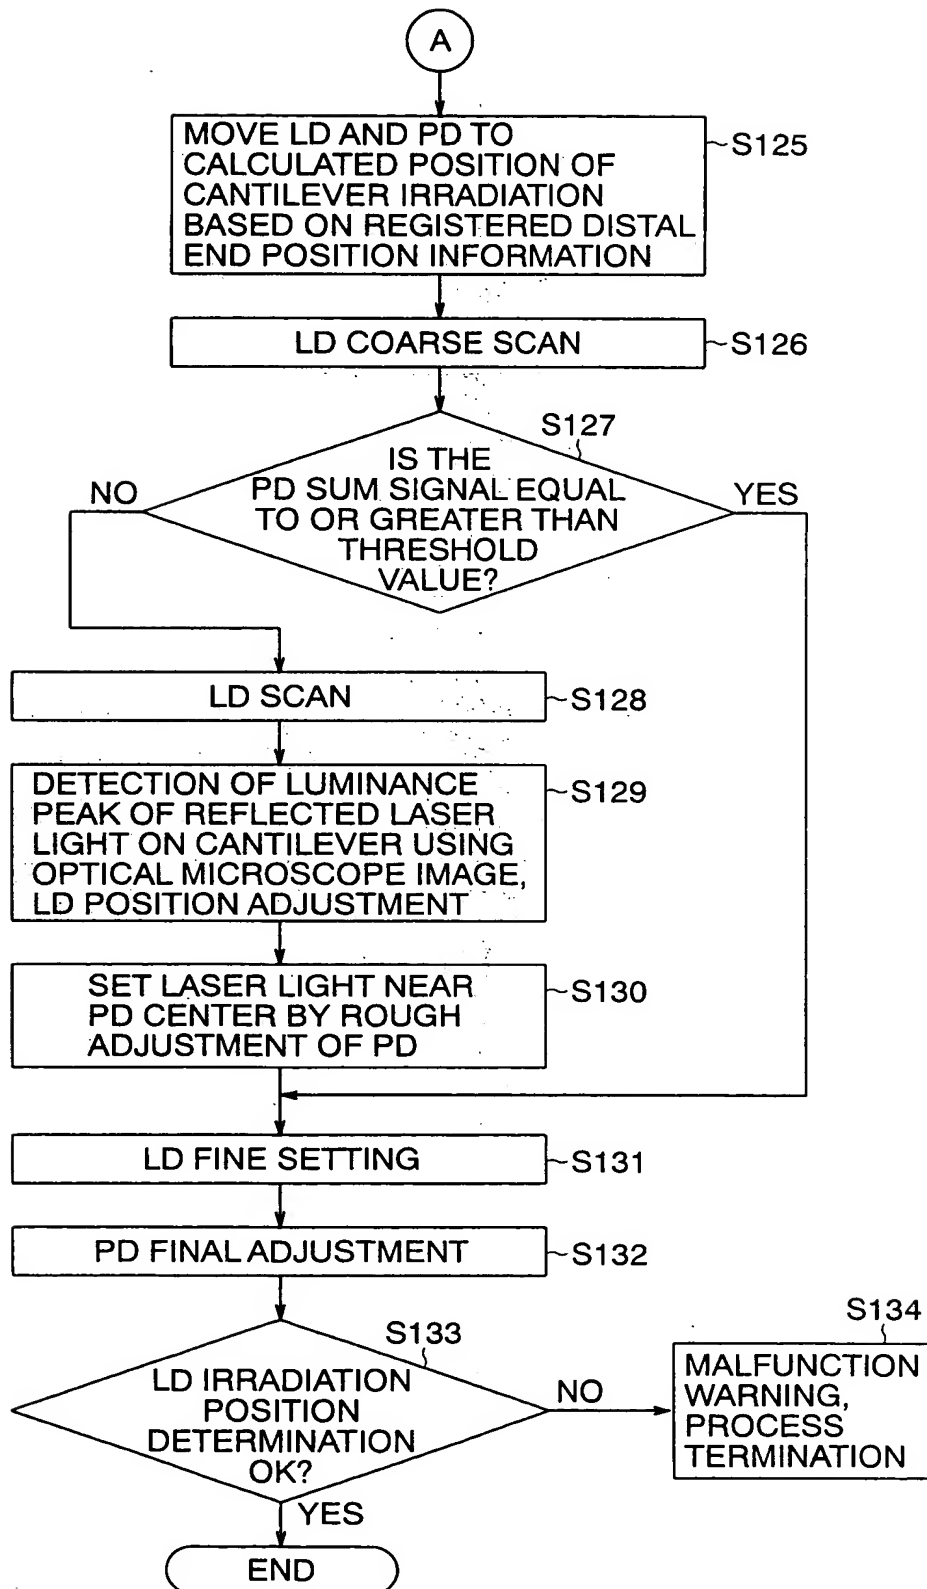 A
MOVE LD AND PD TO
CALCULATED POSITION OF
CANTILEVER IRRADIATION
BASED ON REGISTERED DISTAL
END POSITION INFORMATION
S125
LD COARSE SCAN
S126
S127
IS THE
PD SUM SIGNAL EQUAL
TO OR GREATER THAN
THRESHOLD
VALUE?
NO
YES
LD SCAN
S128
DETECTION OF LUMINANCE
PEAK OF REFLECTED LASER
LIGHT ON CANTILEVER USING
OPTICAL MICROSCOPE IMAGE,
LD POSITION ADJUSTMENT
S129
SET LASER LIGHT NEAR
PD CENTER BY ROUGH
ADJUSTMENT OF PD
S130
LD FINE SETTING
S131
PD FINAL ADJUSTMENT
S132
S133
LD IRRADIATION
POSITION
DETERMINATION
OK?
NO
S134
MALFUNCTION
WARNING,
PROCESS
TERMINATION
YES
END